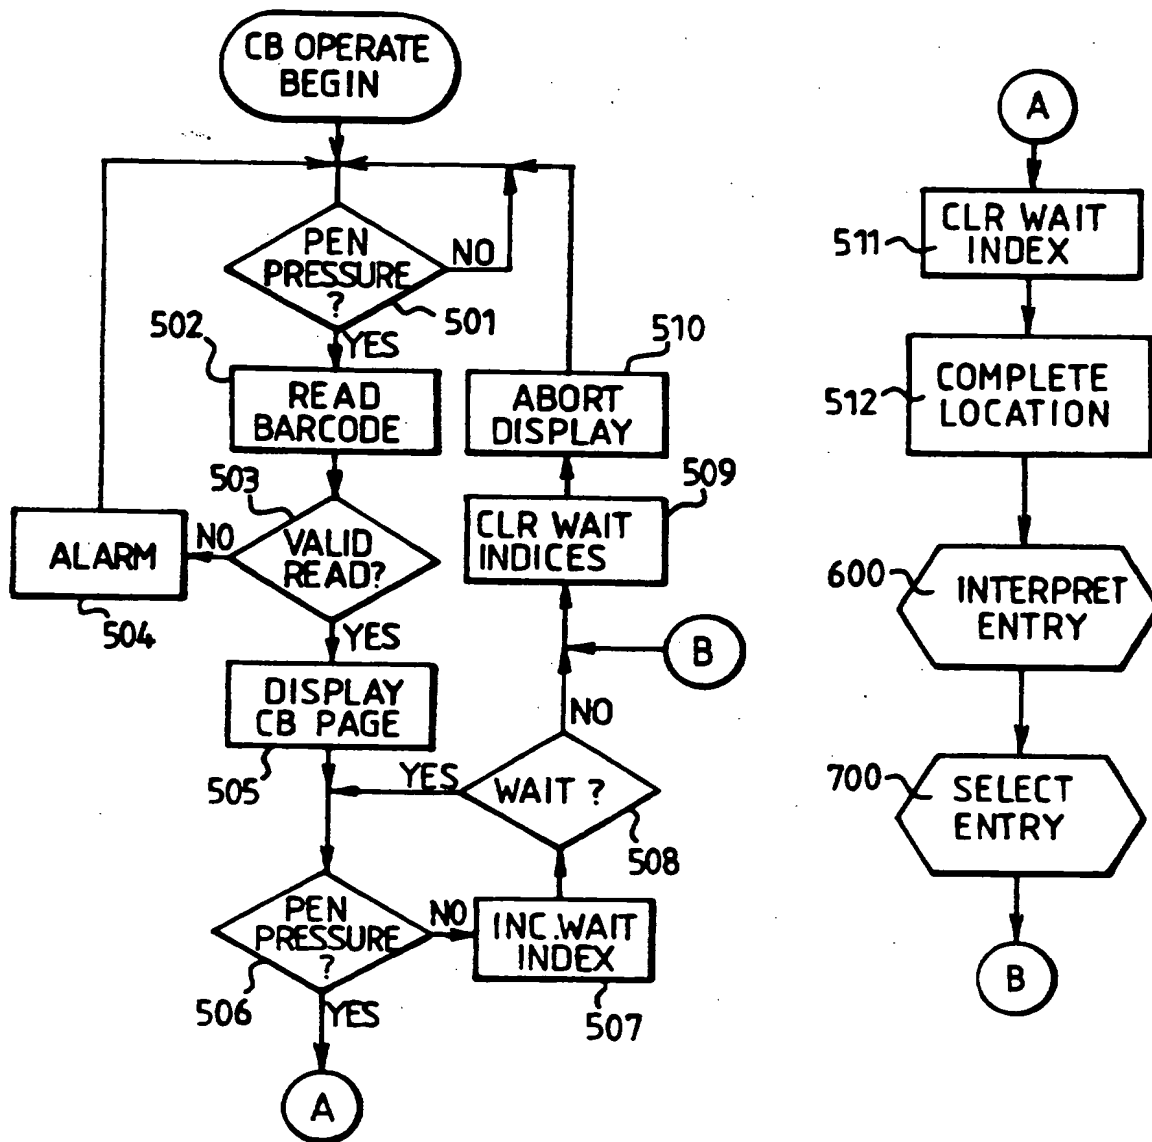 CB OPERATE
BEGIN
PEN
PRESSURE
?
NO
501
YES
502
READ
BARCODE
503
VALID
READ?
NO
ALARM
504
YES
DISPLAY
CB PAGE
505
PEN
PRESSURE
?
506
NO
YES
A
INC.WAIT
INDEX
507
WAIT ?
508
YES
NO
B
CLR WAIT
INDICES
509
ABORT
DISPLAY
510
A
CLR WAIT
INDEX
511
COMPLETE
LOCATION
512
INTERPRET
ENTRY
600
SELECT
ENTRY
700
B